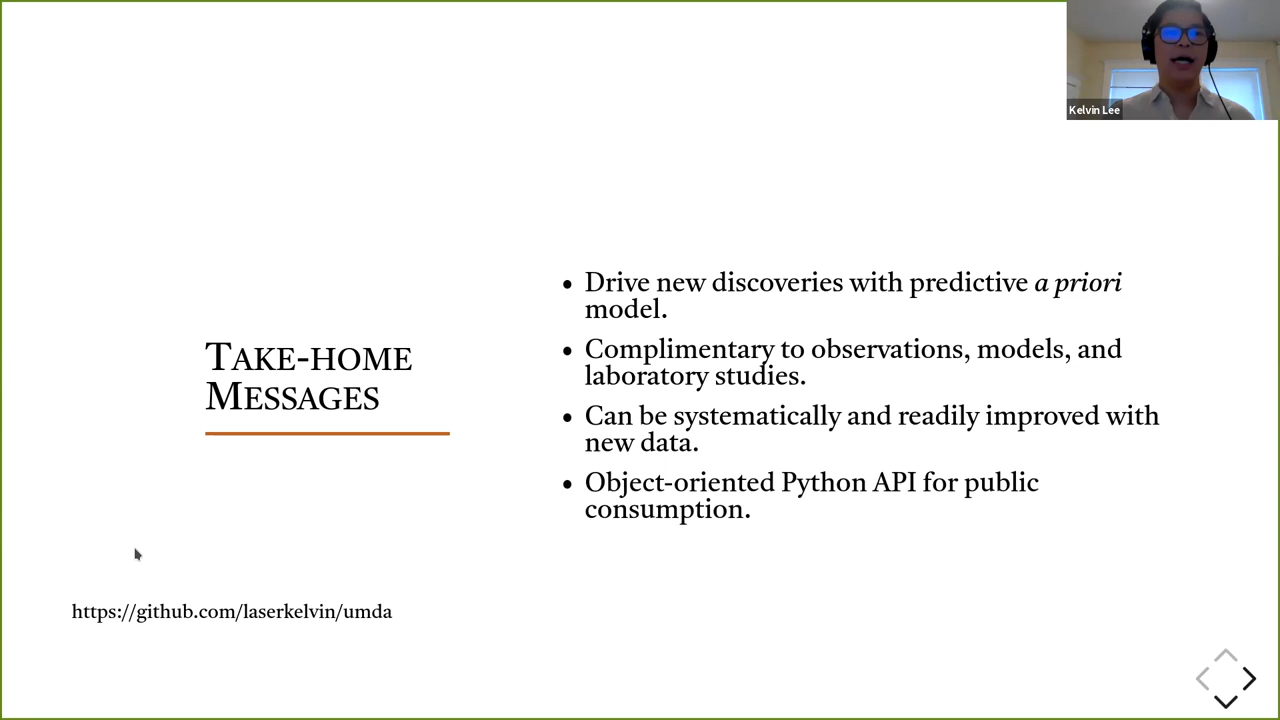 Kelvin Lee
TAKE-HOME
MESSAGES
• Drive new discoveries with predictive a priori
model.
• Complimentary to observations, models, and
laboratory studies.
• Can be systematically and readily improved with
new data.
• Object-oriented Python API for public
consumption.
https://github.com/laserkelvin/umda